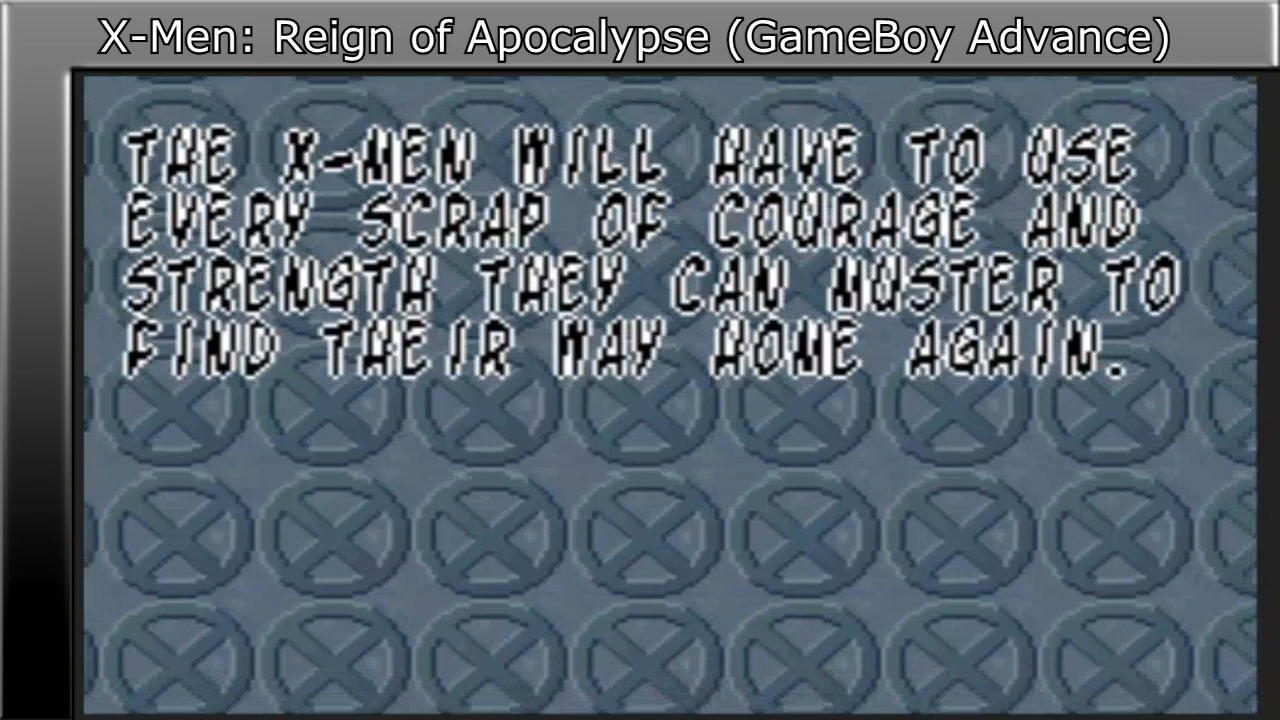 X-Men: Reign of Apocalypse (GameBoy Advance)
THE X-MEN WILL HAVE TO USE
EVERY SCRAP OF COURAGE AND
STRENGTH THEY CAN MUSTER TO
FIND THEIR WAY HOME AGAIN.